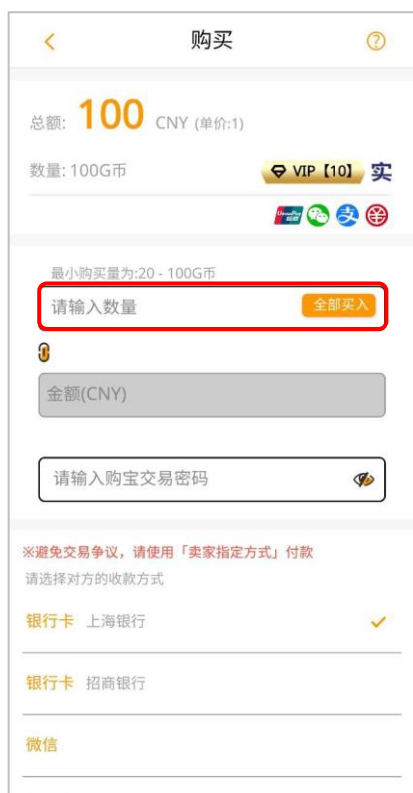 购买
总额: 100 CNY (单价:1)
数量: 100G币
VIP【10】 实
UnionPay 支
最小购买量为:20 - 100G币
请输入数量 全部买入
金额(CNY)
请输入购宝交易密码
※避免交易争议，请使用「卖家指定方式」付款
请选择对方的收款方式
银行卡 上海银行
银行卡 招商银行
微信